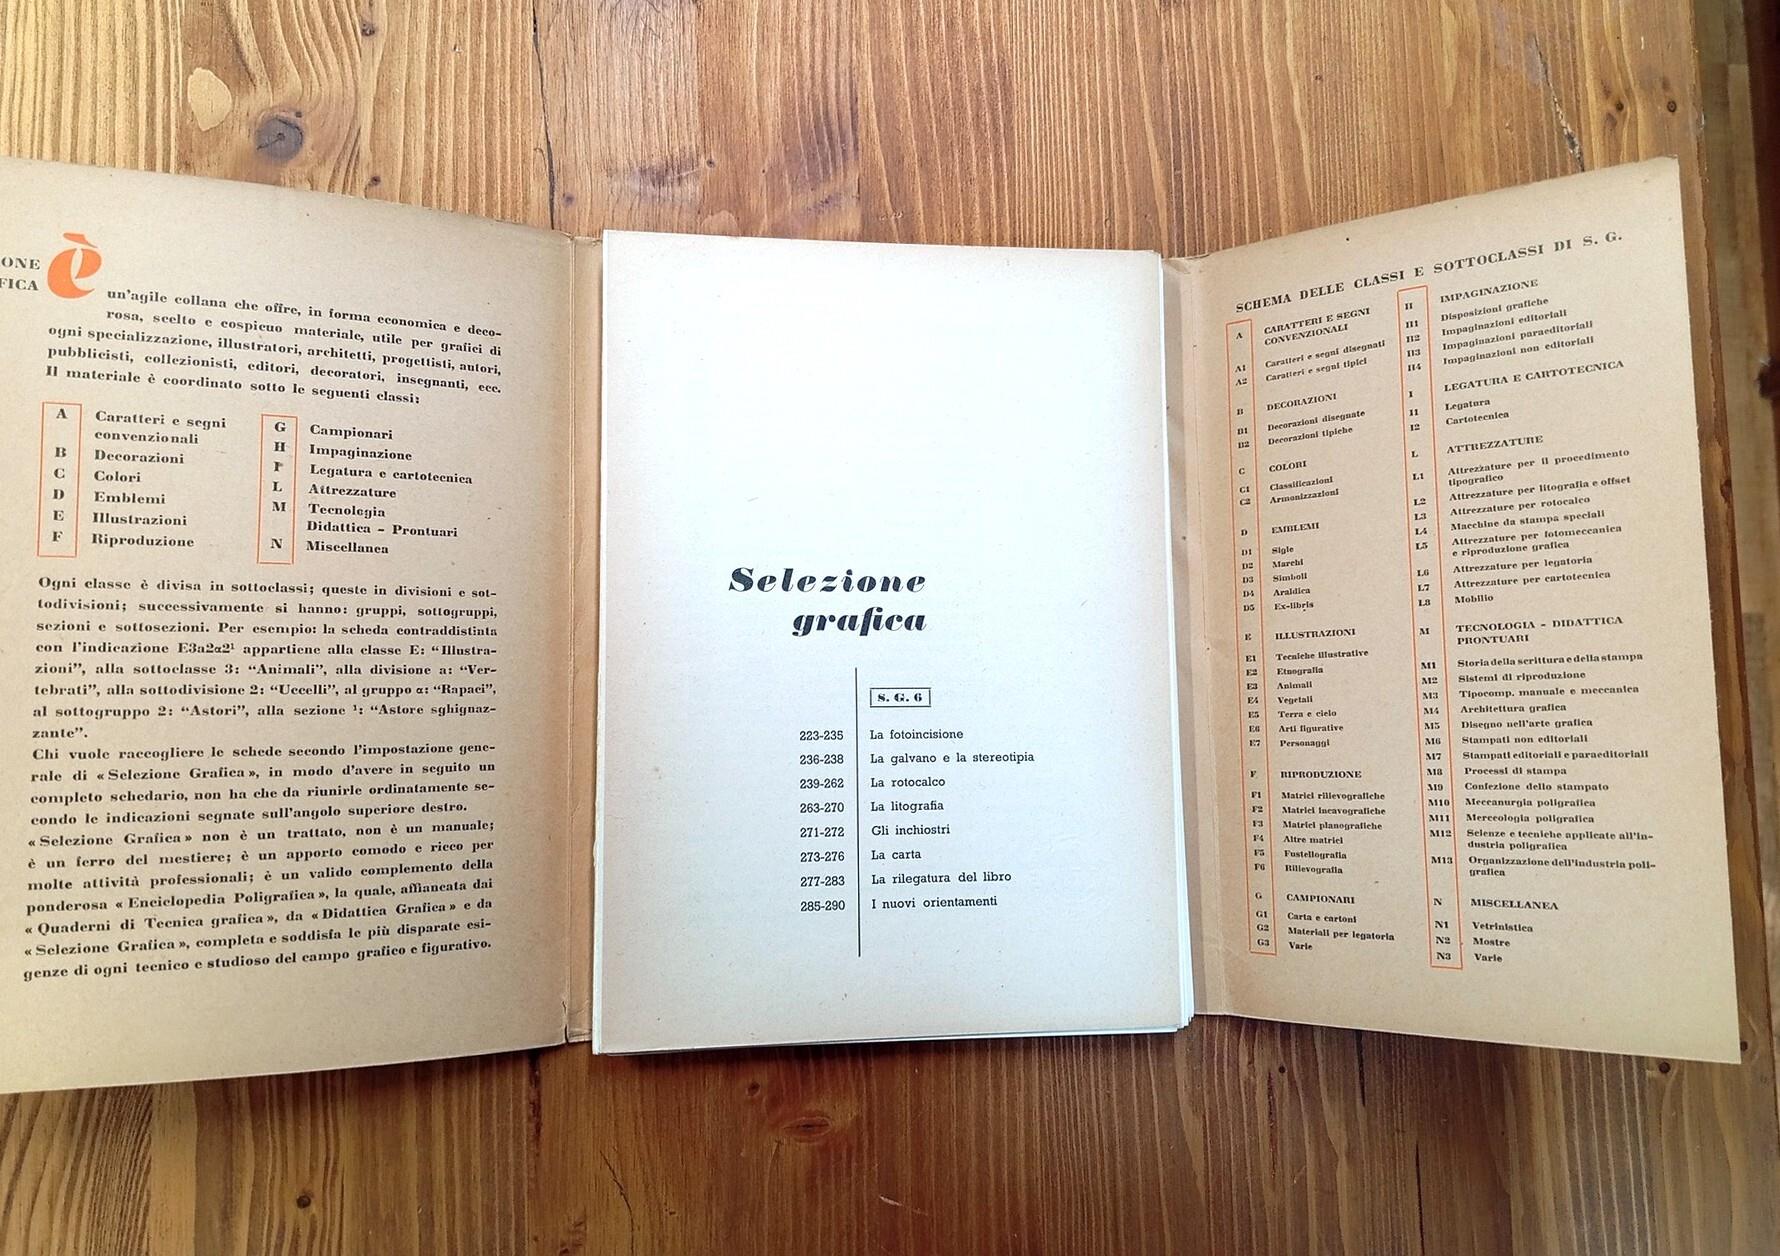 ONE
FICA
è
un'agile collana che offre, in forma economica e deco-
rosa, scelto e cospicuo materiale, utile per grafici di
ogni specializzazione, illustratori, architetti, progettisti, autori,
pubblicisti, collezionisti, editori, decoratori, insegnanti, ecc.
Il materiale è coordinato sotto le seguenti classi:
A Caratteri e segni
convenzionali
B Decorazioni
C Colori
D Emblemi
E Illustrazioni
F Riproduzione
G Campionari
H Impaginazione
I Legatura e cartotecnica
L Attrezzature
M Tecnologia
Didattica - Prontuari
N Miscellanea
Ogni classe è divisa in sottoclassi; queste in divisioni e sot-
todivisioni; successivamente si hanno: gruppi, sottogruppi,
sezioni e sottosezioni. Per esempio: la scheda contraddistinta
con l'indicazione E3a2α2¹ appartiene alla classe E: "Illustra-
zioni", alla sottoclasse 3: "Animali", alla divisione a: "Ver-
tebrati", alla sottodivisione 2: "Uccelli", al gruppo α: "Rapaci",
al sottogruppo 2: "Astori", alla sezione ¹: "Astore sghignaz-
zante".
Chi vuole raccogliere le schede secondo l'impostazione gene-
rale di « Selezione Grafica », in modo d'avere in seguito un
completo schedario, non ha che da riunirle ordinatamente se-
condo le indicazioni segnate sull'angolo superiore destro.
« Selezione Grafica » non è un trattato, non è un manuale;
è un ferro del mestiere; è un apporto comodo e ricco per
molte attività professionali; è un valido complemento della
ponderosa « Enciclopedia Poligrafica », la quale, affiancata dai
« Quaderni di Tecnica grafica », da « Didattica Grafica » e da
« Selezione Grafica », completa e soddisfa le più disparate esi-
genze di ogni tecnico e studioso del campo grafico e figurativo.
Selezione
grafica
S. G. 6
223-235 La fotoincisione
236-238 La galvano e la stereotipia
239-262 La rotocalco
263-270 La litografia
271-272 Gli inchiostri
273-276 La carta
277-283 La rilegatura del libro
285-290 I nuovi orientamenti
SCHEMA DELLE CLASSI E SOTTOCLASSI DI S. G.
A CARATTERI E SEGNI
CONVENZIONALI
A1 Caratteri e segni disegnati
A2 Caratteri e segni tipici
B DECORAZIONI
B1 Decorazioni disegnate
B2 Decorazioni tipiche
C COLORI
C1 Classificazioni
C2 Armonizzazioni
D EMBLEMI
D1 Sigle
D2 Marchi
D3 Simboli
D4 Araldica
D5 Ex-libris
E ILLUSTRAZIONI
E1 Tecniche illustrative
E2 Etnografia
E3 Animali
E4 Vegetali
E5 Terra e cielo
E6 Arti figurative
E7 Personaggi
F RIPRODUZIONE
F1 Matrici rilievografiche
F2 Matrici incavografiche
F3 Matrici planografiche
F4 Altre matrici
F5 Fustellografia
F6 Rilievografia
G CAMPIONARI
G1 Carta e cartoni
G2 Materiali per legatoria
G3 Varie
H IMPAGINAZIONE
H1 Disposizioni grafiche
H2 Impaginazioni editoriali
H3 Impaginazioni paraeditoriali
H4 Impaginazioni non editoriali
I LEGATURA E CARTOTECNICA
I1 Legatura
I2 Cartotecnica
L ATTREZZATURE
L1 Attrezzature per il procedimento
tipografico
L2 Attrezzature per litografia e offset
L3 Attrezzature per rotocalco
L4 Macchine da stampa speciali
L5 Attrezzature per fotomeccanica
e riproduzione grafica
L6 Attrezzature per legatoria
L7 Attrezzature per cartotecnica
L8 Mobilio
M TECNOLOGIA - DIDATTICA
PRONTUARI
M1 Storia della scrittura e della stampa
M2 Sistemi di riproduzione
M3 Tipocomp. manuale e meccanica
M4 Architettura grafica
M5 Disegno nell'arte grafica
M6 Stampati non editoriali
M7 Stampati editoriali e paraeditoriali
M8 Processi di stampa
M9 Confezione dello stampato
M10 Meccanurgia poligrafica
M11 Merceologia poligrafica
M12 Scienze e tecniche applicate all'in-
dustria poligrafica
M13 Organizzazione dell'industria poli-
grafica
N MISCELLANEA
N1 Vetrinistica
N2 Mostre
N3 Varie